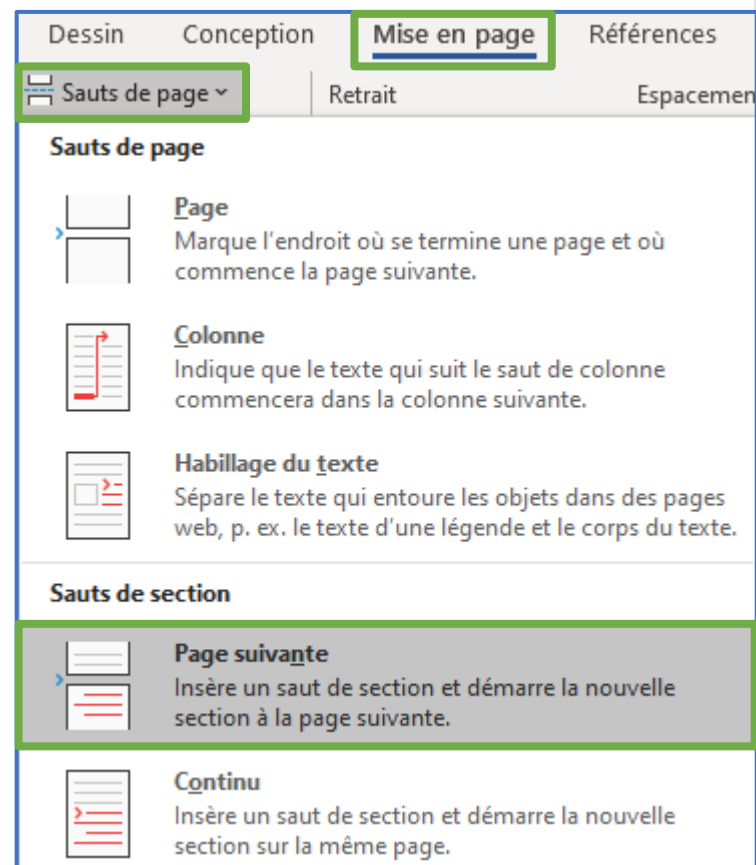 Dessin Conception Mise en page Références
Sauts de page Retrait
Sauts de page
Page
Marque l'endroit où se termine une page et où
commence la page suivante.
Colonne
Indique que le texte qui suit le saut de colonne
commencera dans la colonne suivante.
Habillage du texte
Sépare le texte qui entoure les objets dans des pages
web, p. ex. le texte d'une légende et le corps du texte.
Sauts de section
Page suivante
Insère un saut de section et démarre la nouvelle
section à la page suivante.
Continu
Insère un saut de section et démarre la nouvelle
section sur la même page.